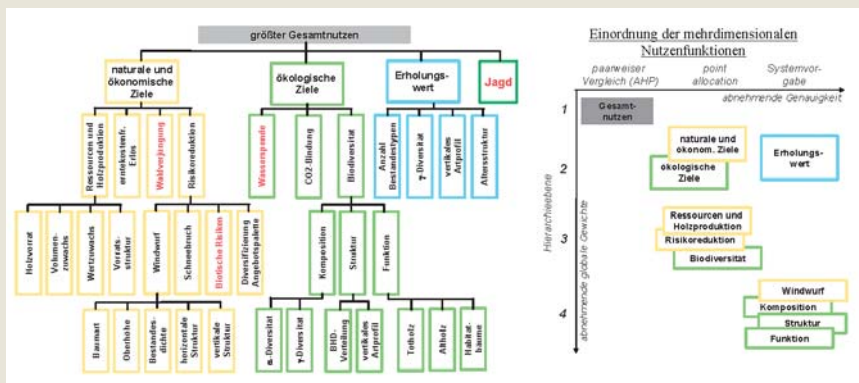 größter Gesamtnutzen
naturale und
ökonomische
Ziele
ökologische
Ziele
Erholungs-
wert
Jagd
Ressourcen und
Holzproduktion
erntekostenfr.
Erlös
Waldverjüngung
Risikoreduktion
Wasserspende
CO2-Bindung
Biodiversität
Anzahl
Bestandestypen
γ-Diversität
vertikales
Artprofil
Altersstruktur
Holzvorrat
Volumen-
zuwachs
Wertzuwachs
Vorrats-
struktur
Windwurf
Schneebruch
Biotische Risiken
Diversifizierung
Angebotspalette
Komposition
Struktur
Funktion
Baumart
Oberhöhe
Bestandes-
dichte
horizontale
Struktur
vertikale
Struktur
α-Diversität
γ-Diversität
BHD-
Verteilung
vertikales
Artprofil
Totholz
Altholz
Habitat-
bäume
Einordnung der mehrdimensionalen
Nutzenfunktionen
paarweiser
Vergleich (AHP)
point
allocation
Systemvor-
gabe
abnehmende Genauigkeit
Hierarchieebene
abnehmende globale Gewichte
1
Gesamt-
nutzen
2
naturale und
ökonom. Ziele
ökologische
Ziele
Erholungs-
wert
3
Ressourcen und
Holzproduktion
Risikoreduktion
Biodiversität
4
Windwurf
Komposition
Struktur
Funktion